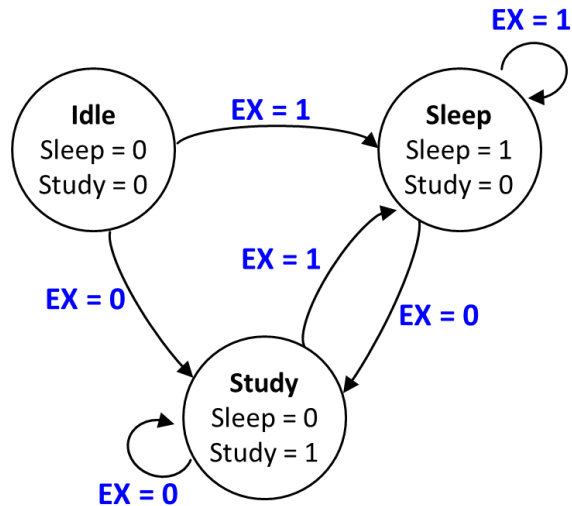 EX = 1
Idle
Sleep = 0
Study = 0
EX = 1
Sleep
Sleep = 1
Study = 0
EX = 1
EX = 0
EX = 0
Study
Sleep = 0
Study = 1
EX = 0